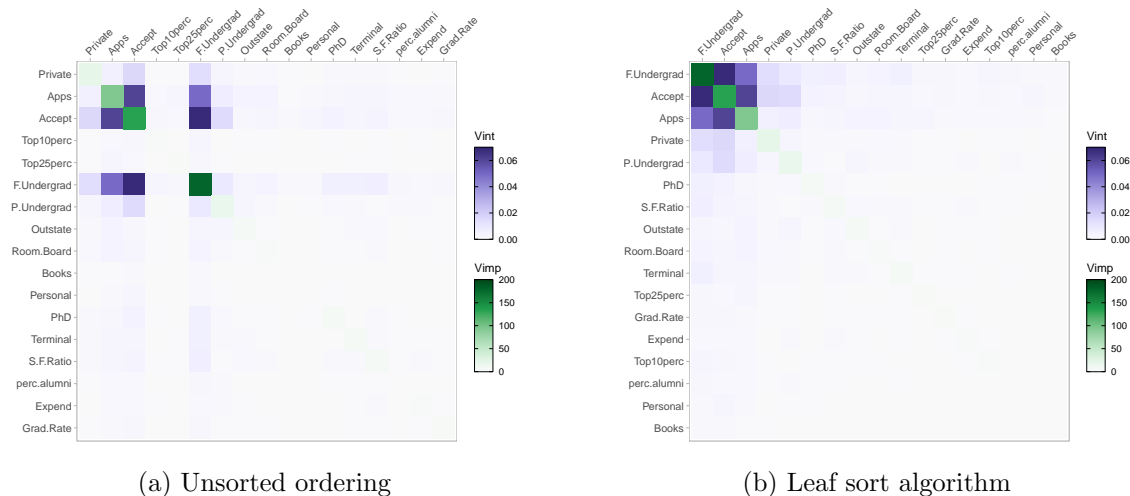 Private Apps Accept Top10perc Top25perc F.Undergrad P.Undergrad Outstate Room.Board Books Personal PhD Terminal S.F.Ratio perc.alumni Expend Grad.Rate
Private
Apps
Accept
Top10perc
Top25perc
F.Undergrad
P.Undergrad
Outstate
Room.Board
Books
Personal
PhD
Terminal
S.F.Ratio
perc.alumni
Expend
Grad.Rate
Vint
0.06
0.04
0.02
0.00
Vimp
200
150
100
50
0
(a) Unsorted ordering
F.Undergrad Accept Apps Private P.Undergrad PhD S.F.Ratio Outstate Room.Board Terminal Top25perc Grad.Rate Expend Top10perc perc.alumni Personal Books
F.Undergrad
Accept
Apps
Private
P.Undergrad
PhD
S.F.Ratio
Outstate
Room.Board
Terminal
Top25perc
Grad.Rate
Expend
Top10perc
perc.alumni
Personal
Books
Vint
0.06
0.04
0.02
0.00
Vimp
200
150
100
50
0
(b) Leaf sort algorithm